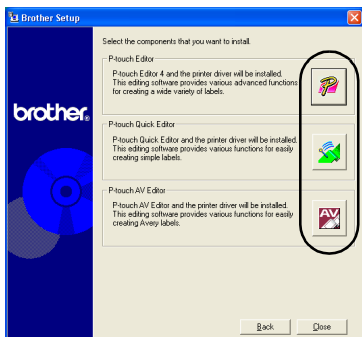 Brother Setup
Select the components that you want to install.
P-touch Editor
P-touch Editor 4 and the printer driver will be installed.
This editing software provides various advanced functions
for creating a wide variety of labels.
brother.
P-touch Quick Editor
P-touch Quick Editor and the printer driver will be installed.
This editing software provides various functions for easily
creating simple labels.
P-touch AV Editor
P-touch AV Editor and the printer driver will be installed.
This editing software provides various functions for easily
creating Avery labels.
AV
Back
Close